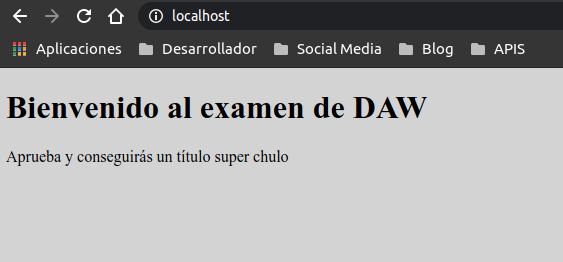 localhost
Aplicaciones Desarrollador Social Media Blog APIS
Bienvenido al examen de DAW
Aprueba y conseguirás un título super chulo